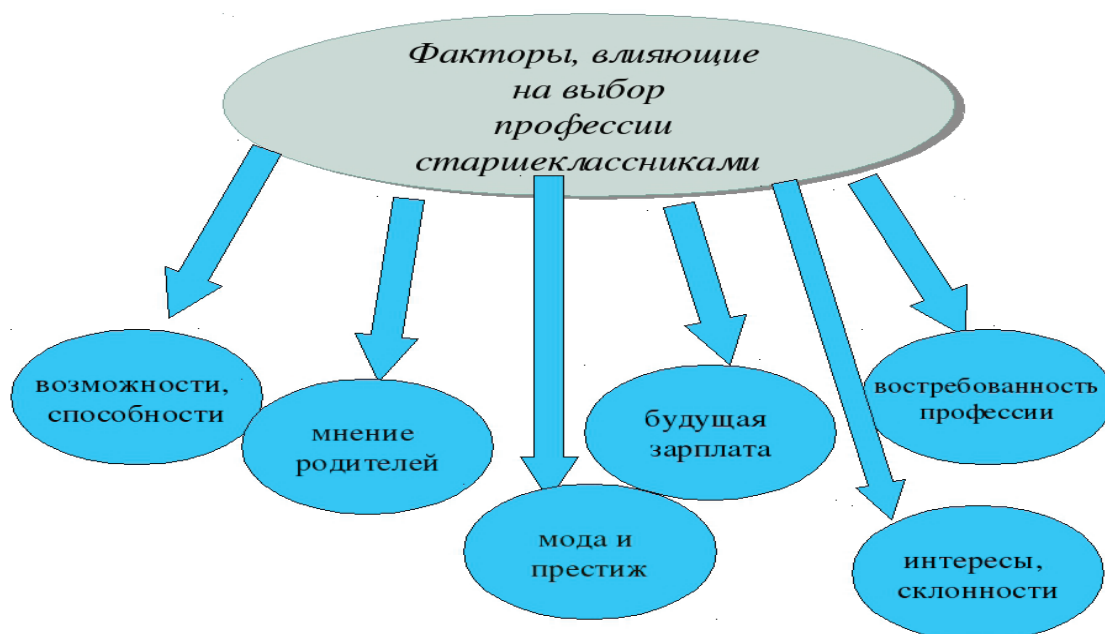 Факторы, влияющие
на выбор
профессии
старшеклассниками
возможности,
способности
мнение
родителей
мода и
престиж
будущая
зарплата
востребованность
профессии
интересы,
склонности